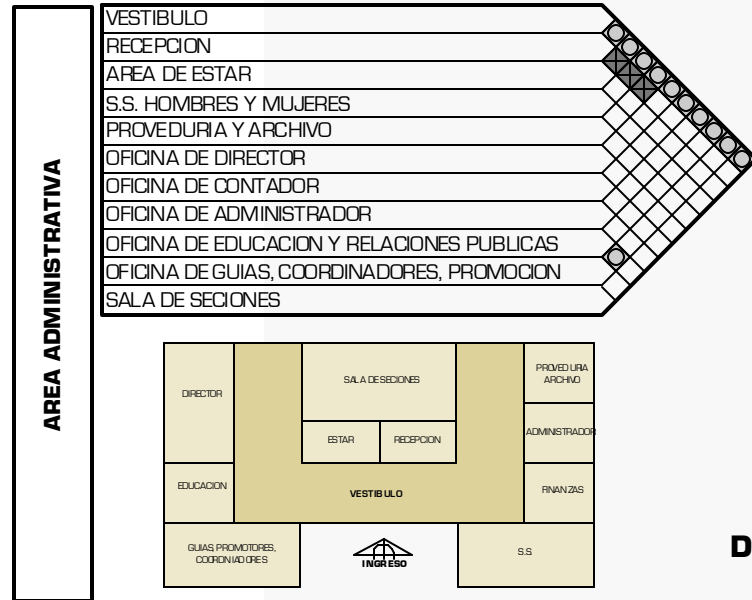 AREA ADMINISTRATIVA
VESTIBULO
RECEPCION
AREA DE ESTAR
S.S. HOMBRES Y MUJERES
PROVEDURIA Y ARCHIVO
OFICINA DE DIRECTOR
OFICINA DE CONTADOR
OFICINA DE ADMINISTRADOR
OFICINA DE EDUCACION Y RELACIONES PUBLICAS
OFICINA DE GUIAS, COORDINADORES, PROMOCION
SALA DE SECIONES
DIRECTOR
SALA DE SECIONES
PROVEDURIA
ARCHIVO
ESTAR
RECEPCION
ADMINISTRADOR
EDUCACION
VESTIBULO
FINANZAS
GUIAS, PROMOTORES,
COORDNIADORES
INGRESO
S.S.
D